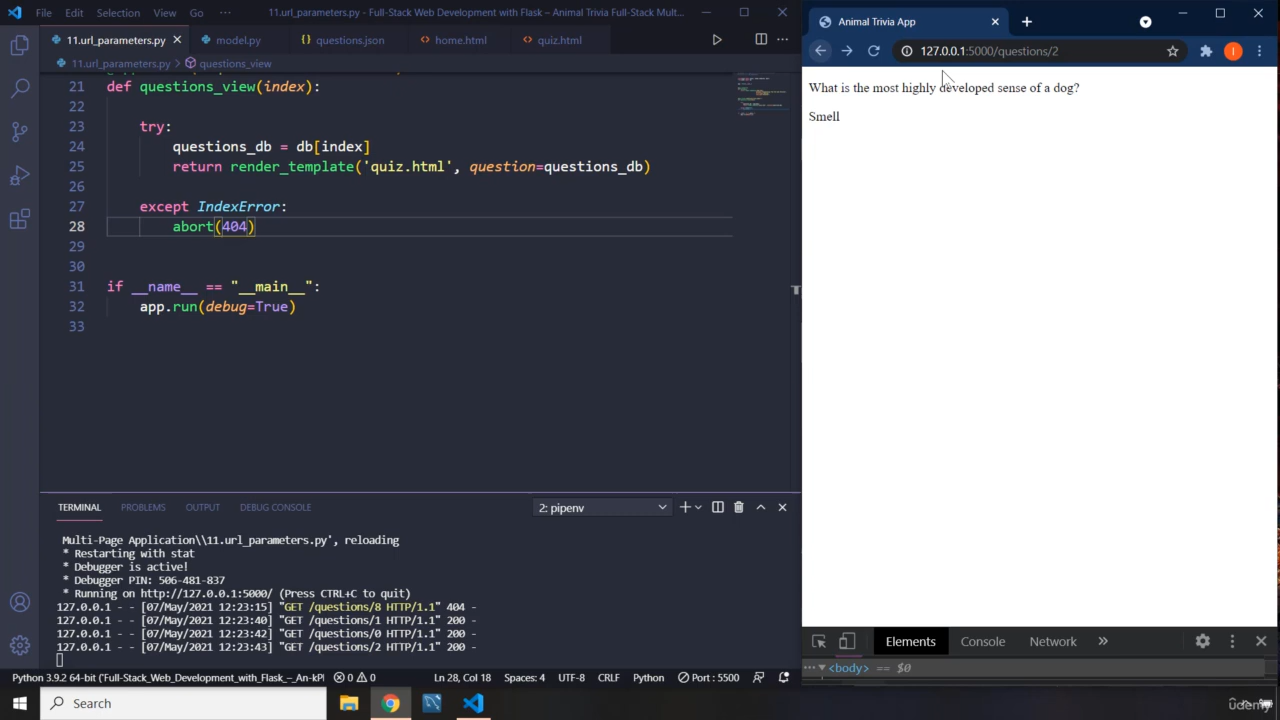 File Edit Selection View Go ··· 11.url_parameters.py - Full-Stack Web Development with Flask – Animal Trivia Full-Stack Mult...
11.url_parameters.py model.py questions.json home.html quiz.html
11.url_parameters.py > questions_view
21 def questions_view(index):
22
23 try:
24 questions_db = db[index]
25 return render_template('quiz.html', question=questions_db)
26
27 except IndexError:
28 abort(404)
29
30
31 if __name__ == "__main__":
32 app.run(debug=True)
33
TERMINAL PROBLEMS OUTPUT DEBUG CONSOLE 2: pipenv
Multi-Page Application\\11.url_parameters.py', reloading
* Restarting with stat
* Debugger is active!
* Debugger PIN: 506-481-837
* Running on http://127.0.0.1:5000/ (Press CTRL+C to quit)
127.0.0.1 - - [07/May/2021 12:23:15] "GET /questions/8 HTTP/1.1" 404 -
127.0.0.1 - - [07/May/2021 12:23:40] "GET /questions/1 HTTP/1.1" 200 -
127.0.0.1 - - [07/May/2021 12:23:42] "GET /questions/0 HTTP/1.1" 200 -
127.0.0.1 - - [07/May/2021 12:23:43] "GET /questions/2 HTTP/1.1" 200 -
Python 3.9.2 64-bit ('Full-Stack_Web_Development_with_Flask_–_An-kPl 0 0 Ln 28, Col 18 Spaces: 4 UTF-8 CRLF Python Port : 5500
Animal Trivia App
127.0.0.1:5000/questions/2
I
What is the most highly developed sense of a dog?
Smell
Elements Console Network
··· <body> == $0
Search
udemy